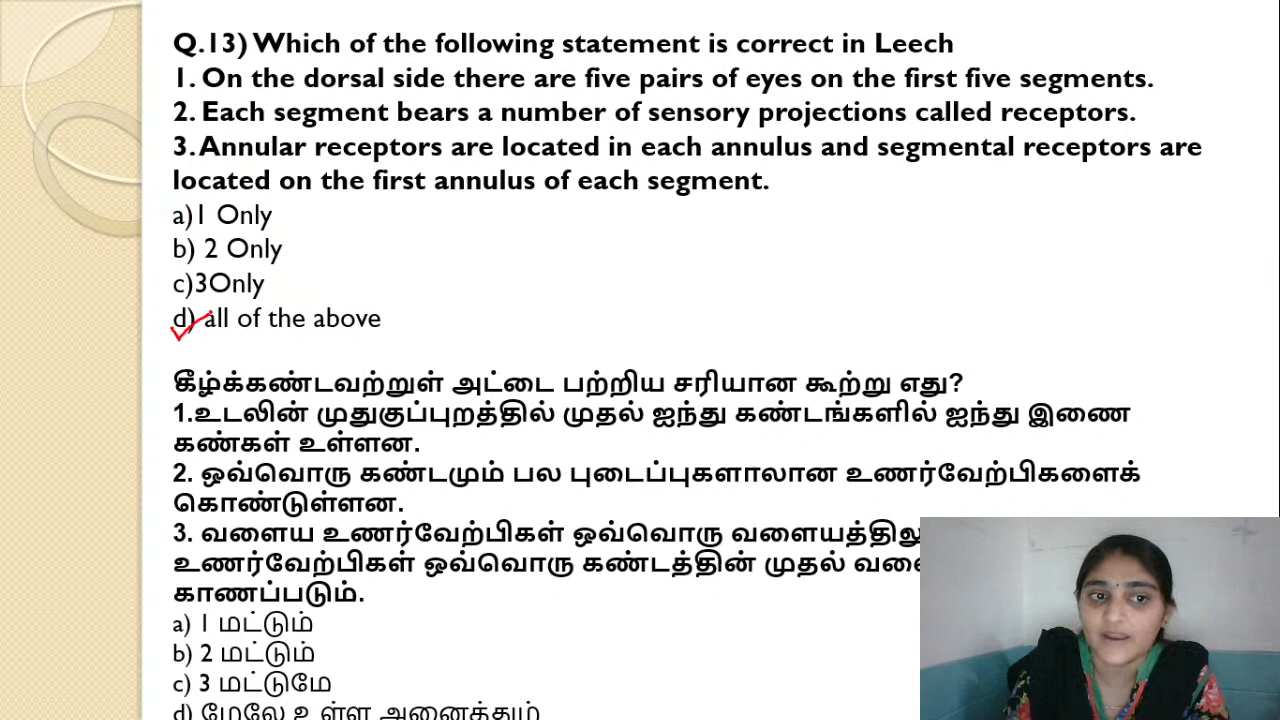 Q.13) Which of the following statement is correct in Leech
1. On the dorsal side there are five pairs of eyes on the first five segments.
2. Each segment bears a number of sensory projections called receptors.
3. Annular receptors are located in each annulus and segmental receptors are
located on the first annulus of each segment.
a)1 Only
b) 2 Only
c)3Only
d) all of the above
கீழ்க்கண்டவற்றுள் அட்டை பற்றிய சரியான கூற்று எது?
1.உடலின் முதுகுப்புறத்தில் முதல் ஐந்து கண்டங்களில் ஐந்து இணை
கண்கள் உள்ளன.
2. ஒவ்வொரு கண்டமும் பல புடைப்புகளாலான உணர்வேற்பிகளைக்
கொண்டுள்ளன.
3. வளைய உணர்வேற்பிகள் ஒவ்வொரு
உணர்வேற்பிகள் ஒவ்வொரு கண்டத்தின் முதல்
காணப்படும்.
a) 1 மட்டும்
b) 2 மட்டும்
c) 3 மட்டுமே
d) மேலே உள்ள அனைத்தும்